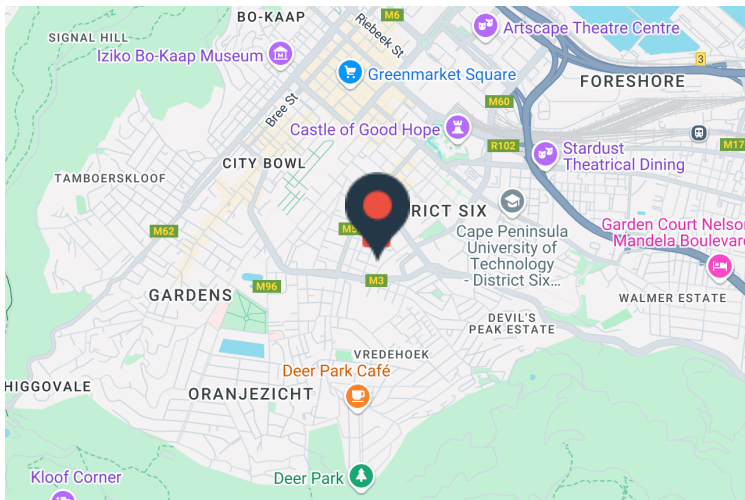 BO-KAAP
M6
Riebeek St
Artscape Theatre Centre
SIGNAL HILL
Iziko Bo-Kaap Museum
3
Greenmarket Square
FORESHORE
Bree St
M60
Castle of Good Hope
M17
R102
Stardust
Theatrical Dining
CITY BOWL
TAMBOERSKLOOF
RICT SIX
M62
M5
Cape Peninsula
University of
Technology
- District Six...
Garden Court Nelson
Mandela Boulevard
M3
M96
GARDENS
WALMER ESTATE
DEVIL'S
PEAK ESTATE
VREDEHOEK
Deer Park Café
HIGGOVALE
ORANJEZICHT
Kloof Corner
Deer Park